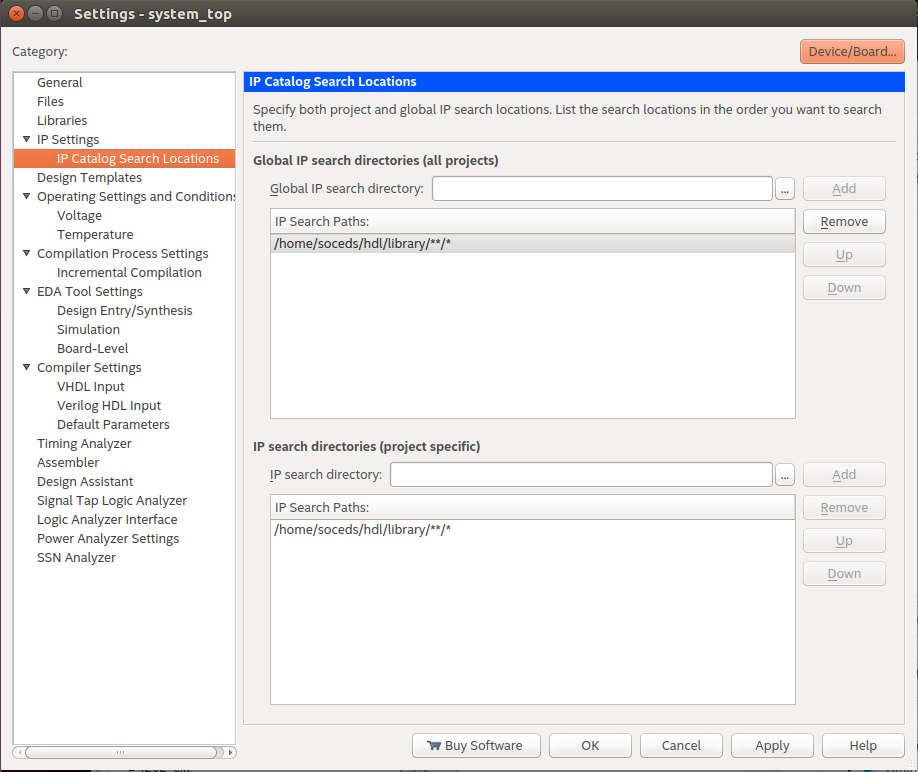 Settings - system_top
Category:
Device/Board...
General
Files
Libraries
IP Settings
IP Catalog Search Locations
Design Templates
Operating Settings and Conditions
Voltage
Temperature
Compilation Process Settings
Incremental Compilation
EDA Tool Settings
Design Entry/Synthesis
Simulation
Board-Level
Compiler Settings
VHDL Input
Verilog HDL Input
Default Parameters
Timing Analyzer
Assembler
Design Assistant
Signal Tap Logic Analyzer
Logic Analyzer Interface
Power Analyzer Settings
SSN Analyzer
IP Catalog Search Locations
Specify both project and global IP search locations. List the search locations in the order you want to search
them.
Global IP search directories (all projects)
Global IP search directory:
...
Add
IP Search Paths:
Remove
/home/soceds/hdl/library/**/*
Up
Down
IP search directories (project specific)
IP search directory:
...
Add
IP Search Paths:
Remove
/home/soceds/hdl/library/**/*
Up
Down
Buy Software
OK
Cancel
Apply
Help